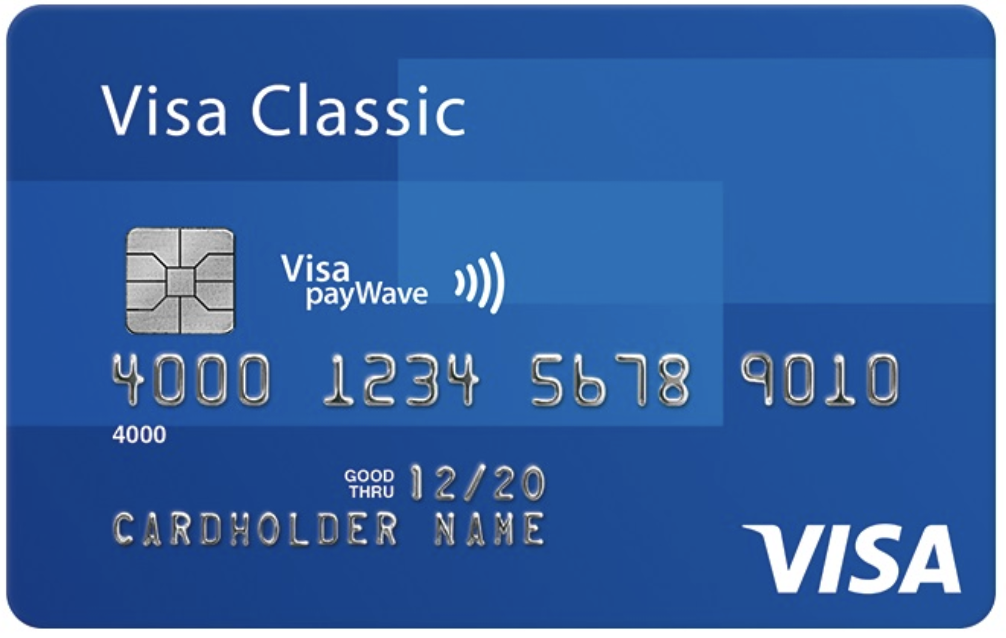 Visa Classic
Visa
payWave
4000 1234 5678 9010
4000
GOOD
THRU 12/20
CARDHOLDER NAME
VISA